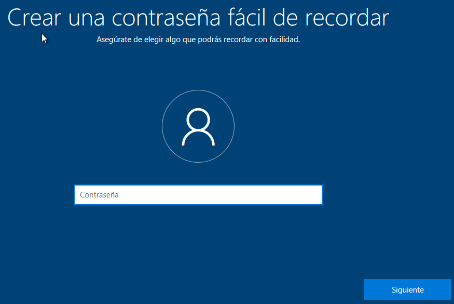 Crear una contraseña fácil de recordar
Asegúrate de elegir algo que podrás recordar con facilidad.
Contraseña
Siguiente